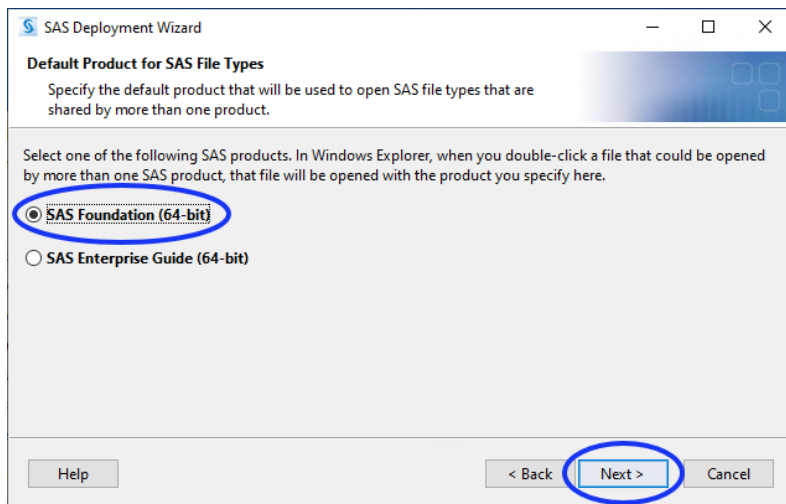 SAS Deployment Wizard
Default Product for SAS File Types
Specify the default product that will be used to open SAS file types that are
shared by more than one product.
Select one of the following SAS products. In Windows Explorer, when you double-click a file that could be opened
by more than one SAS product, that file will be opened with the product you specify here.
SAS Foundation (64-bit)
SAS Enterprise Guide (64-bit)
Help
< Back
Next >
Cancel